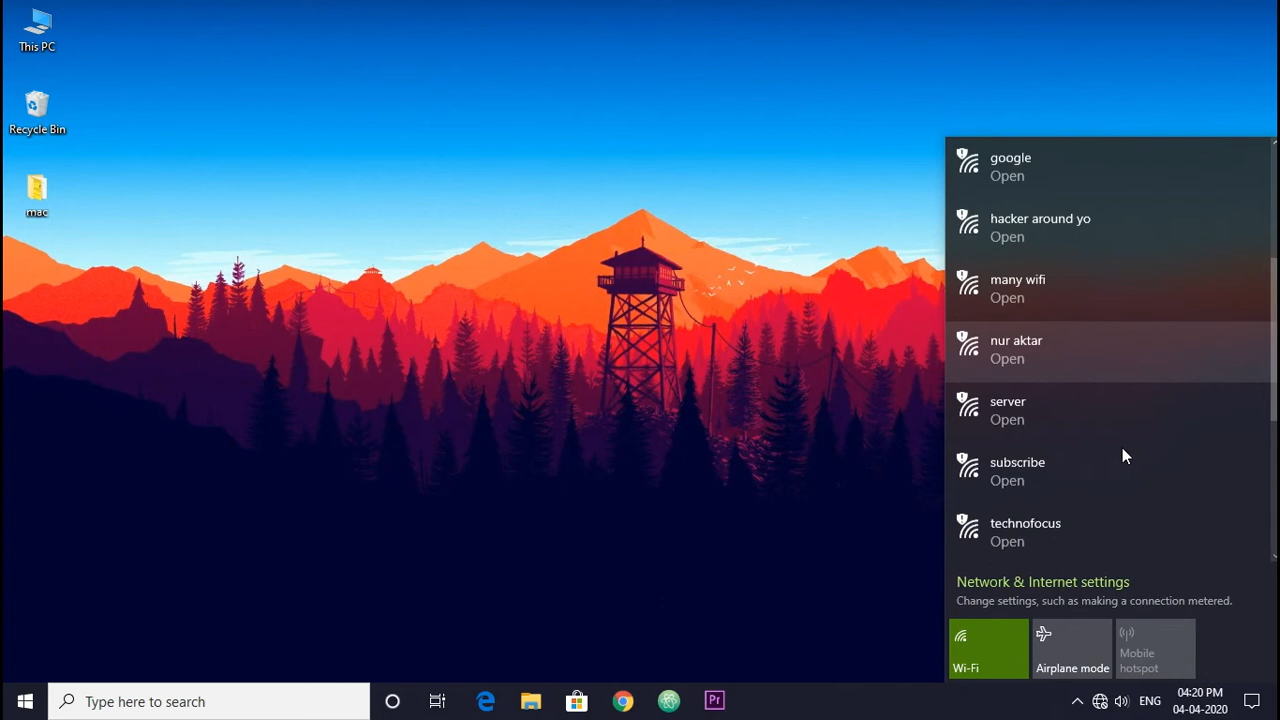 This PC
Recycle Bin
mac
google
Open
hacker around yo
Open
many wifi
Open
nur aktar
Open
server
Open
subscribe
Open
technofocus
Open
Network & Internet settings
Change settings, such as making a connection metered.
Wi-Fi
Airplane mode
Mobile
hotspot
Type here to search
Pr
ENG
04:20 PM
04-04-2020